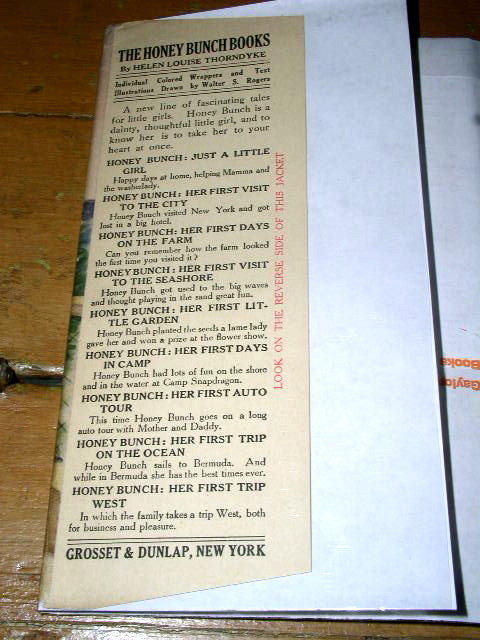 THE HONEY BUNCH BOOKS
By HELEN LOUISE THORNDYKE
Individual Colored Wrappers and Text
Illustrations Drawn by Walter S. Rogers
A new line of fascinating tales
for little girls. Honey Bunch is a
dainty, thoughtful little girl, and to
know her is to take her to your
heart at once.
HONEY BUNCH: JUST A LITTLE
GIRL
Happy days at home, helping Mamma and
the washerlady.
HONEY BUNCH: HER FIRST VISIT
TO THE CITY
Honey Bunch visited New York and got
lost in a big hotel.
HONEY BUNCH: HER FIRST DAYS
ON THE FARM
Can you remember how the farm looked
the first time you visited it?
HONEY BUNCH: HER FIRST VISIT
TO THE SEASHORE
Honey Bunch got used to the big waves
and thought playing in the sand great fun.
HONEY BUNCH: HER FIRST LIT-
TLE GARDEN
Honey Bunch planted the seeds a lame lady
gave her and won a prize at the flower show.
HONEY BUNCH: HER FIRST DAYS
IN CAMP
Honey Bunch had lots of fun on the shore
and in the water at Camp Snapdragon.
HONEY BUNCH: HER FIRST AUTO
TOUR
This time Honey Bunch goes on a long
auto tour with Mother and Daddy.
HONEY BUNCH: HER FIRST TRIP
ON THE OCEAN
Honey Bunch sails to Bermuda. And
while in Bermuda she has the best times ever.
HONEY BUNCH: HER FIRST TRIP
WEST
In which the family takes a trip West, both
for business and pleasure.
GROSSET & DUNLAP, NEW YORK
LOOK ON THE REVERSE SIDE OF THIS JACKET
Gaylo
Books